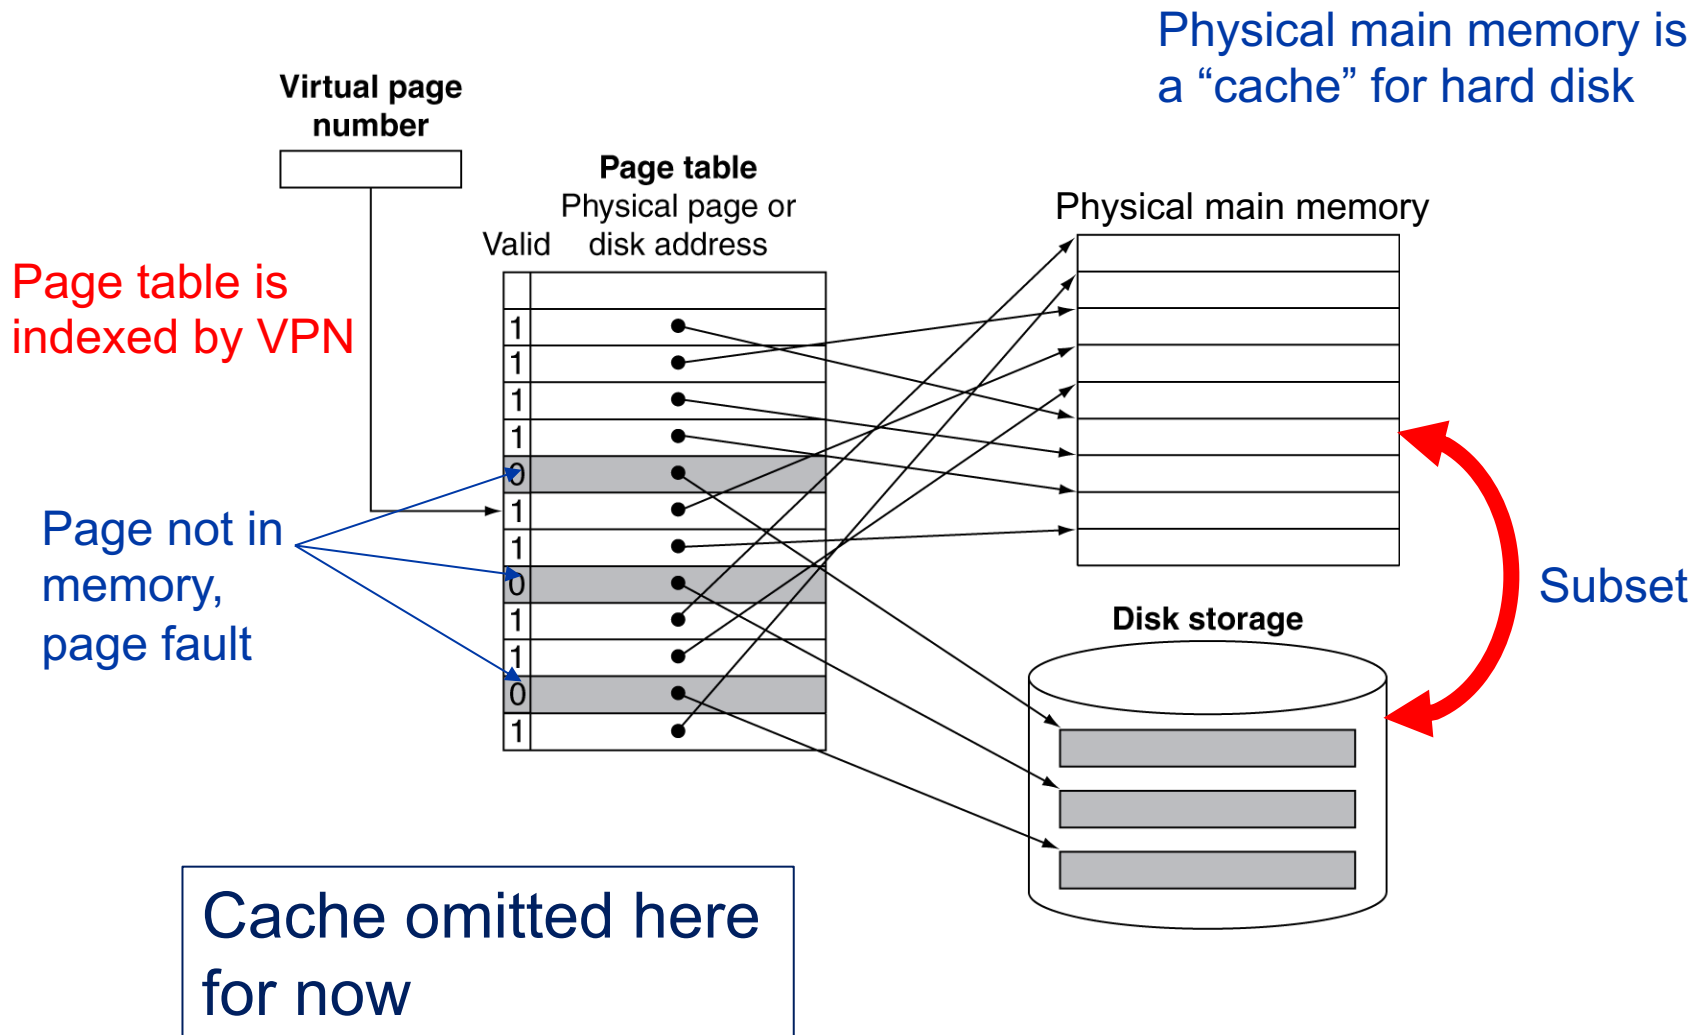 Physical main memory is
a “cache” for hard disk
Virtual page
number
Page table
Physical page or
disk address
Valid
Physical main memory
Page table is
indexed by VPN
1
1
1
1
0
1
1
0
1
1
0
1
Page not in
memory,
page fault
Subset
Disk storage
Cache omitted here
for now